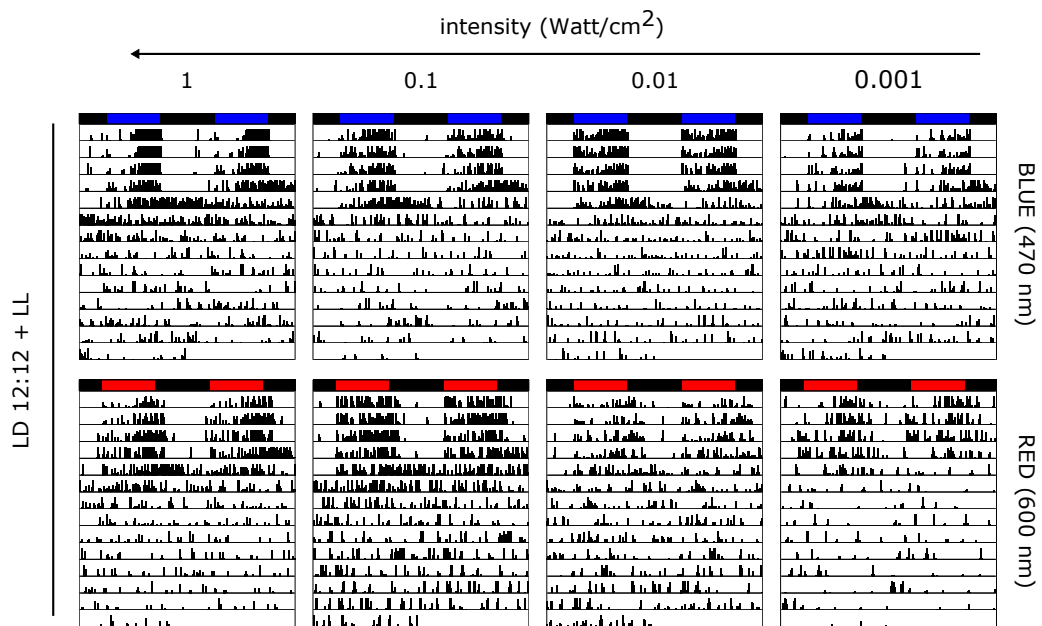 intensity (Watt/cm2)
1 0.1 0.01 0.001
BLUE (470 nm)
LD 12:12 + LL
RED (600 nm)